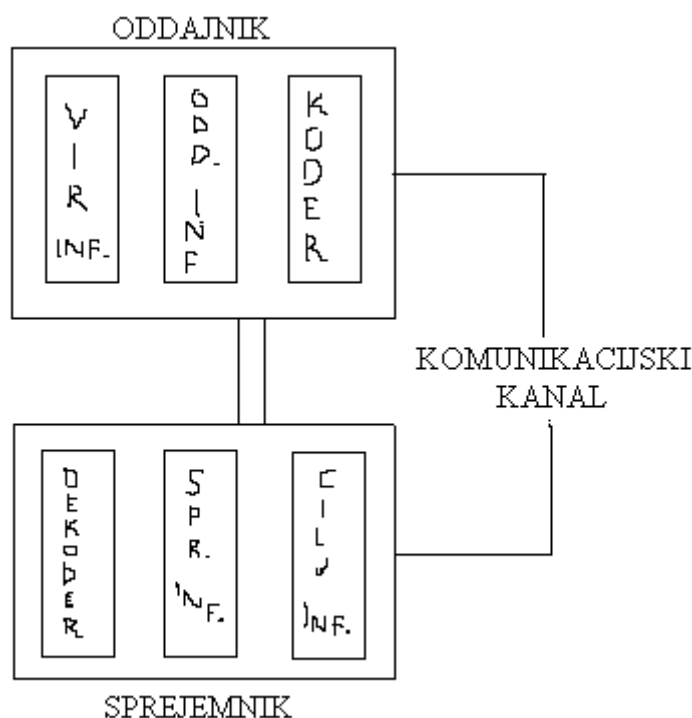 ODDAJNIK
VIR INF.
ODD. INF
KODER
KOMUNIKACIJSKI
KANAL
DEKODER
SPR. INF.
CILJ INF.
SPREJEMNIK